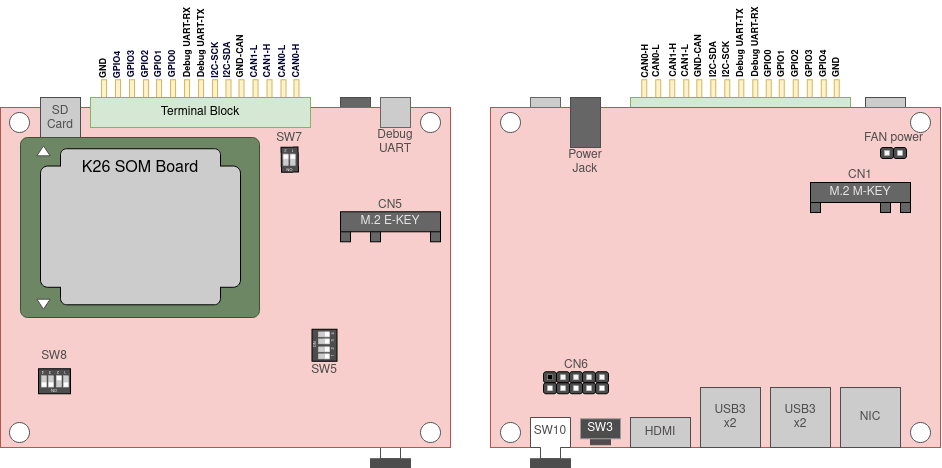 GND
GPIO4
GPIO3
GPIO2
GPIO1
GPIO0
Debug UART-RX
Debug UART-TX
I2C-SCK
I2C-SDA
GND-CAN
CAN1-L
CAN1-H
CAN0-L
CAN0-H
SD
Card
Terminal Block
Debug
UART
SW7
K26 SOM Board
CN5
M.2 E-KEY
SW5
SW8
CAN0-H
CAN0-L
CAN1-H
CAN1-L
GND-CAN
I2C-SDA
I2C-SCK
Debug UART-TX
Debug UART-RX
GPIO0
GPIO1
GPIO2
GPIO3
GPIO4
GND
Power
Jack
FAN power
CN1
M.2 M-KEY
CN6
SW10
SW3
HDMI
USB3
x2
USB3
x2
NIC